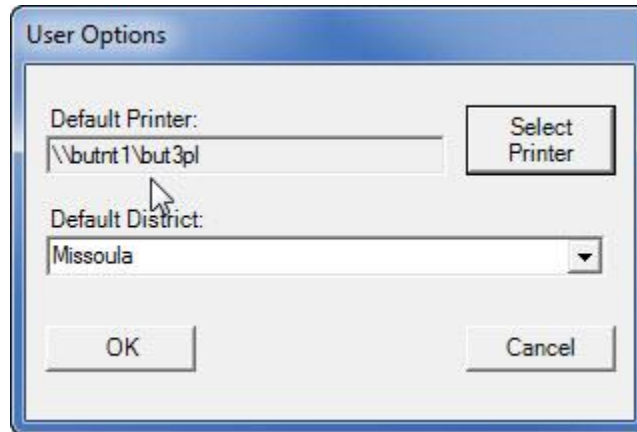 User Options
Default Printer:
\\butnt1\but3pl
Select
Printer
Default District:
Missoula
OK
Cancel